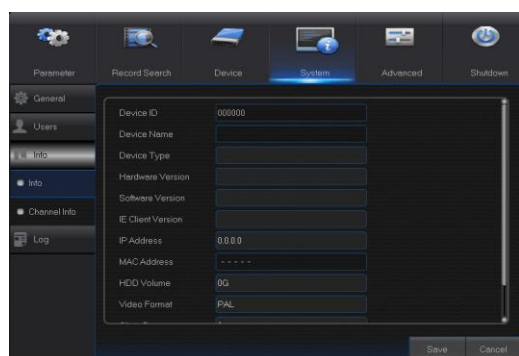 Parameter
Record Search
Device
System
Advanced
Shutdown
General
Users
Info
Info
Channel Info
Log
Device ID 000000
Device Name
Device Type
Hardware Version
Software Version
IE Client Version
IP Address 0.0.0.0
MAC Address - - - - -
HDD Volume 0G
Video Format PAL
Save
Cancel